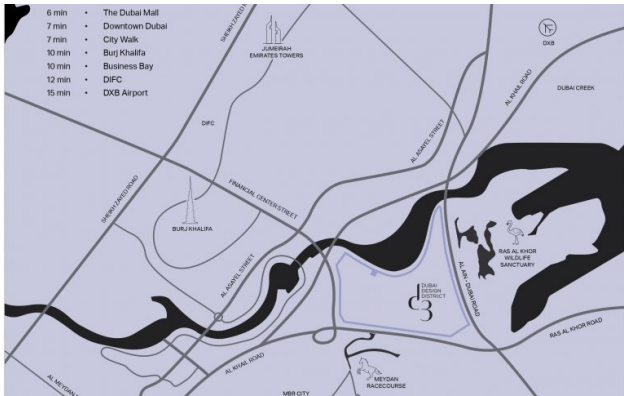 6 min • The Dubai Mall
7 min • Downtown Dubai
7 min • City Walk
10 min • Burj Khalifa
10 min • Business Bay
12 min • DIFC
15 min • DXB Airport
JUMEIRAH
EMIRATES TOWERS
DXB
SHEIKH ZAYED
AL KHAIL ROAD
DUBAI CREEK
DIFC
AL ASAYEL STREET
SHEIKH ZAYED ROAD
FINANCIAL CENTER STREET
BURJ KHALIFA
RAS AL KHOR
WILDLIFE
SANCTUARY
AL ASAYEL STREET
AL AIN - DUBAI ROAD
DUBAI
DESIGN
DISTRICT
d3
RAS AL KHOR ROAD
AL KHAIL ROAD
MEYDAN
RACECOURSE
AL MEYDAN
MBR CITY